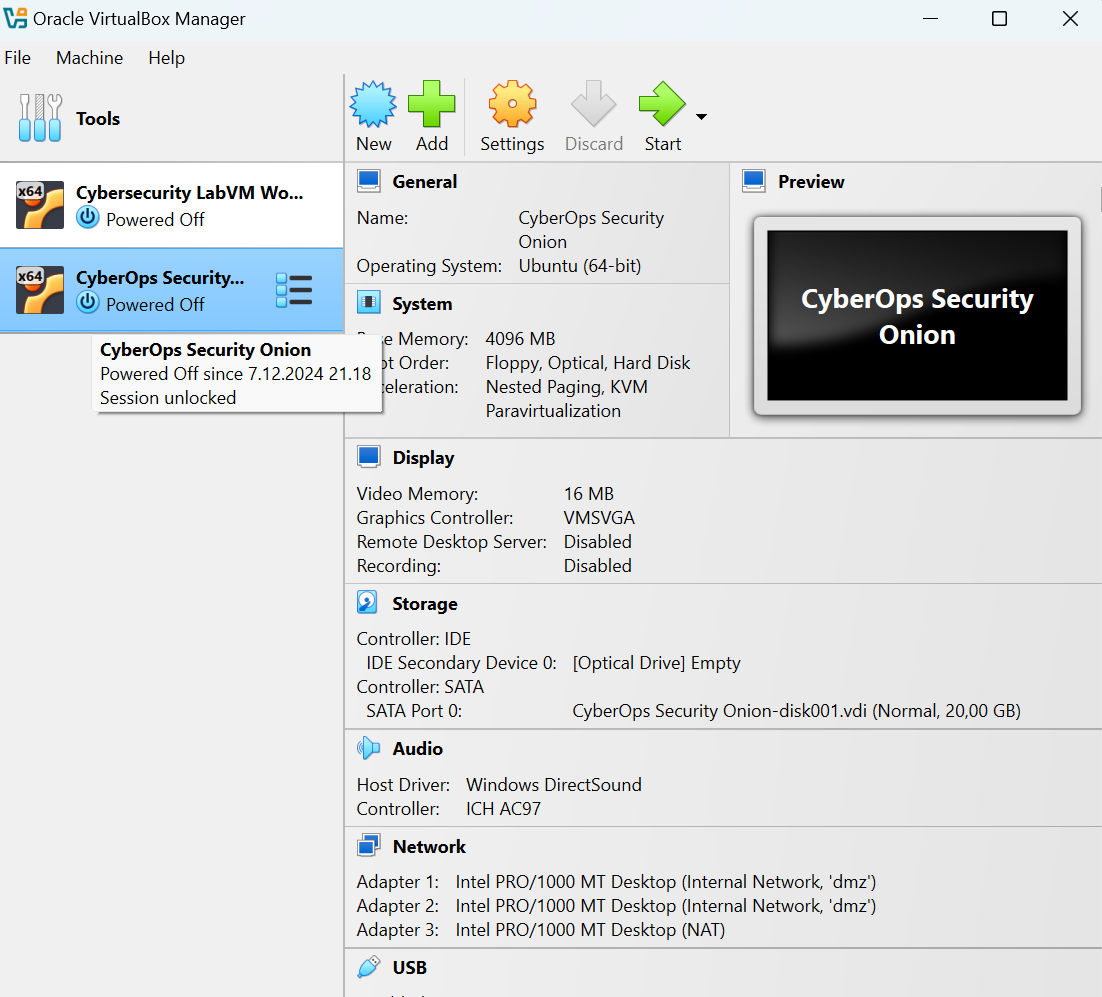 Oracle VirtualBox Manager
File Machine Help
Tools
New Add Settings Discard Start
x64
Cybersecurity LabVM Wo...
Powered Off
x64
CyberOps Security...
Powered Off
CyberOps Security Onion
Powered Off since 7.12.2024 21.18
Session unlocked
General
Name: CyberOps Security
Onion
Operating System: Ubuntu (64-bit)
System
Memory: 4096 MB
Order: Floppy, Optical, Hard Disk
Nested Paging, KVM
Paravirtualization
Preview
CyberOps Security
Onion
Display
Video Memory: 16 MB
Graphics Controller: VMSVGA
Remote Desktop Server: Disabled
Recording: Disabled
Storage
Controller: IDE
IDE Secondary Device 0: [Optical Drive] Empty
Controller: SATA
SATA Port 0: CyberOps Security Onion-disk001.vdi (Normal, 20,00 GB)
Audio
Host Driver: Windows DirectSound
Controller: ICH AC97
Network
Adapter 1: Intel PRO/1000 MT Desktop (Internal Network, 'dmz')
Adapter 2: Intel PRO/1000 MT Desktop (Internal Network, 'dmz')
Adapter 3: Intel PRO/1000 MT Desktop (NAT)
USB